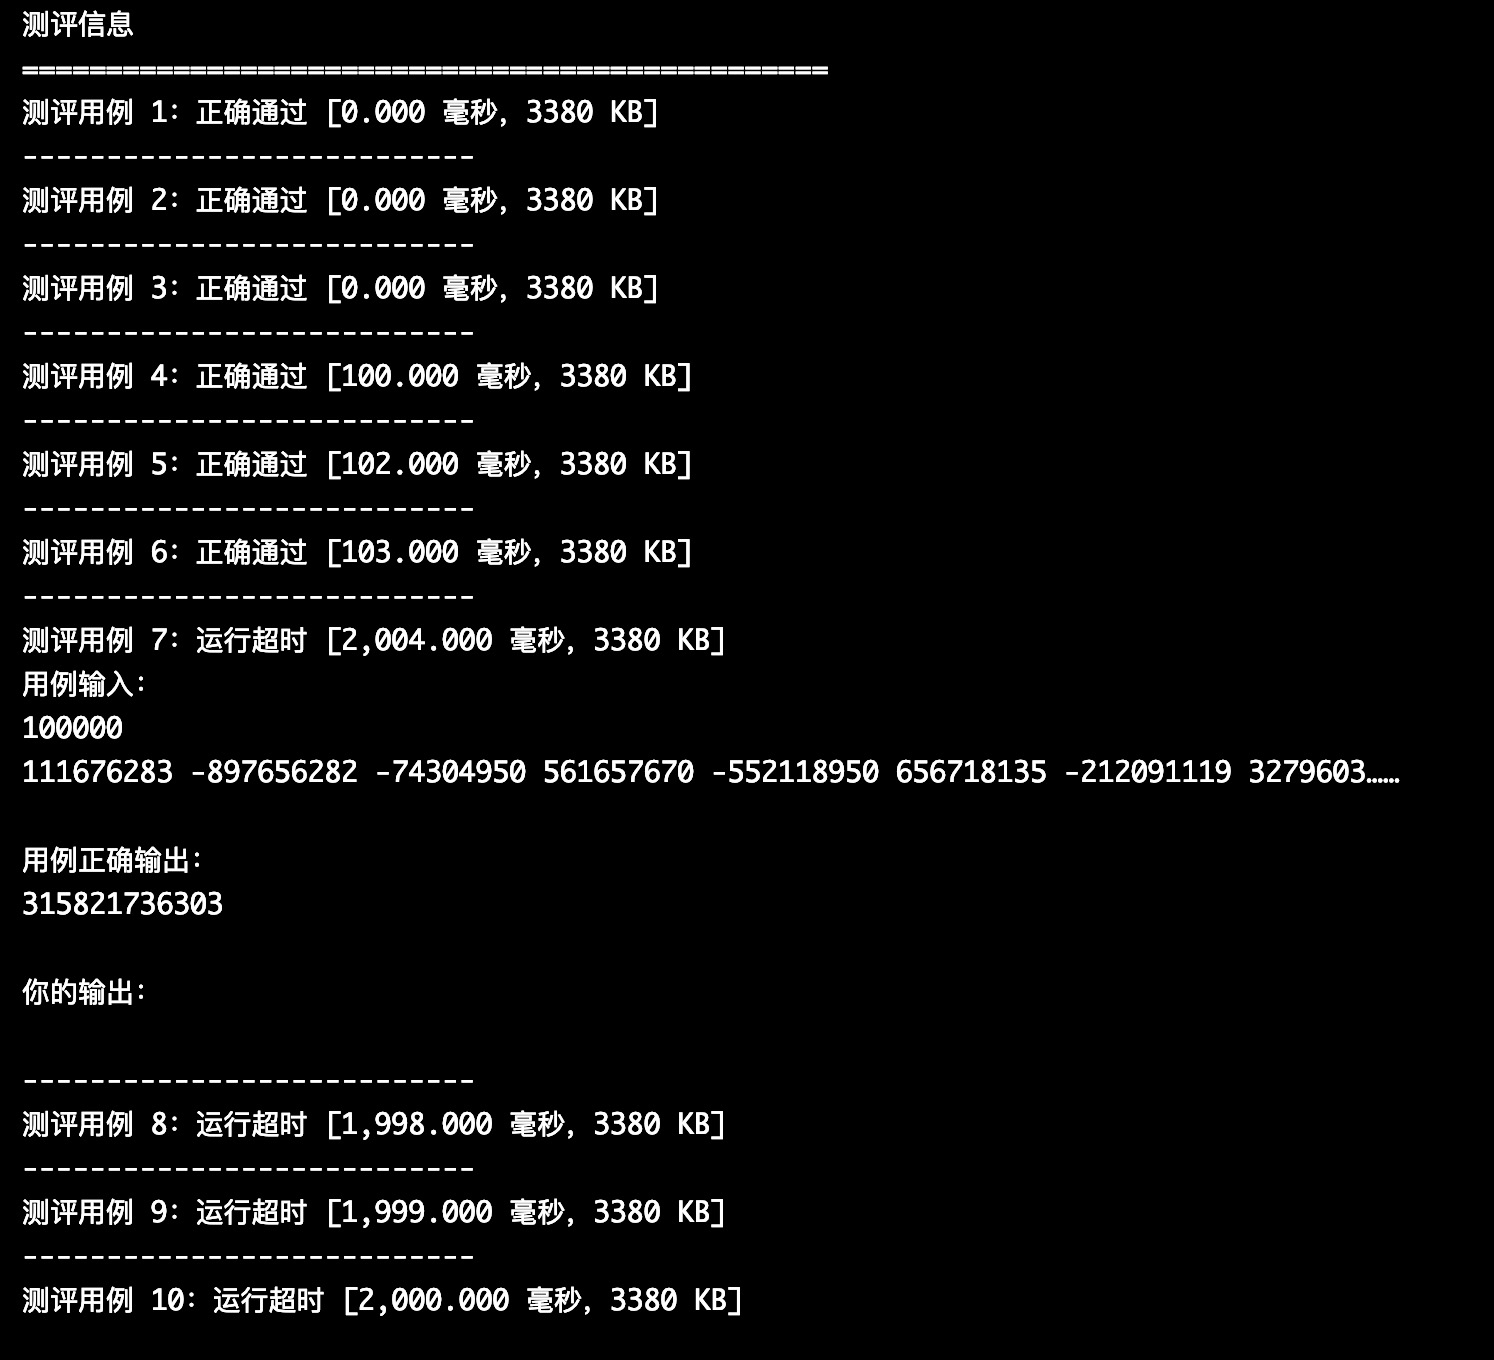 测评信息
================================================
测评用例 1：正确通过 [0.000 毫秒, 3380 KB]
---------------------------
测评用例 2：正确通过 [0.000 毫秒, 3380 KB]
---------------------------
测评用例 3：正确通过 [0.000 毫秒, 3380 KB]
---------------------------
测评用例 4：正确通过 [100.000 毫秒, 3380 KB]
---------------------------
测评用例 5：正确通过 [102.000 毫秒, 3380 KB]
---------------------------
测评用例 6：正确通过 [103.000 毫秒, 3380 KB]
---------------------------
测评用例 7：运行超时 [2,004.000 毫秒, 3380 KB]
用例输入：
100000
111676283 -897656282 -74304950 561657670 -552118950 656718135 -212091119 3279603……
用例正确输出：
315821736303
你的输出：
---------------------------
测评用例 8：运行超时 [1,998.000 毫秒, 3380 KB]
---------------------------
测评用例 9：运行超时 [1,999.000 毫秒, 3380 KB]
---------------------------
测评用例 10：运行超时 [2,000.000 毫秒, 3380 KB]